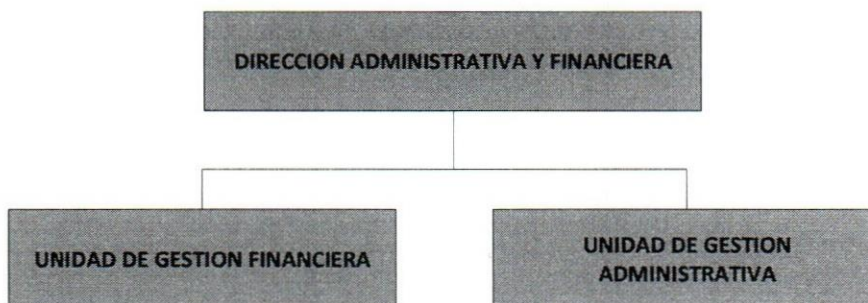 DIRECCION ADMINISTRATIVA Y FINANCIERA
UNIDAD DE GESTION FINANCIERA
UNIDAD DE GESTION
ADMINISTRATIVA